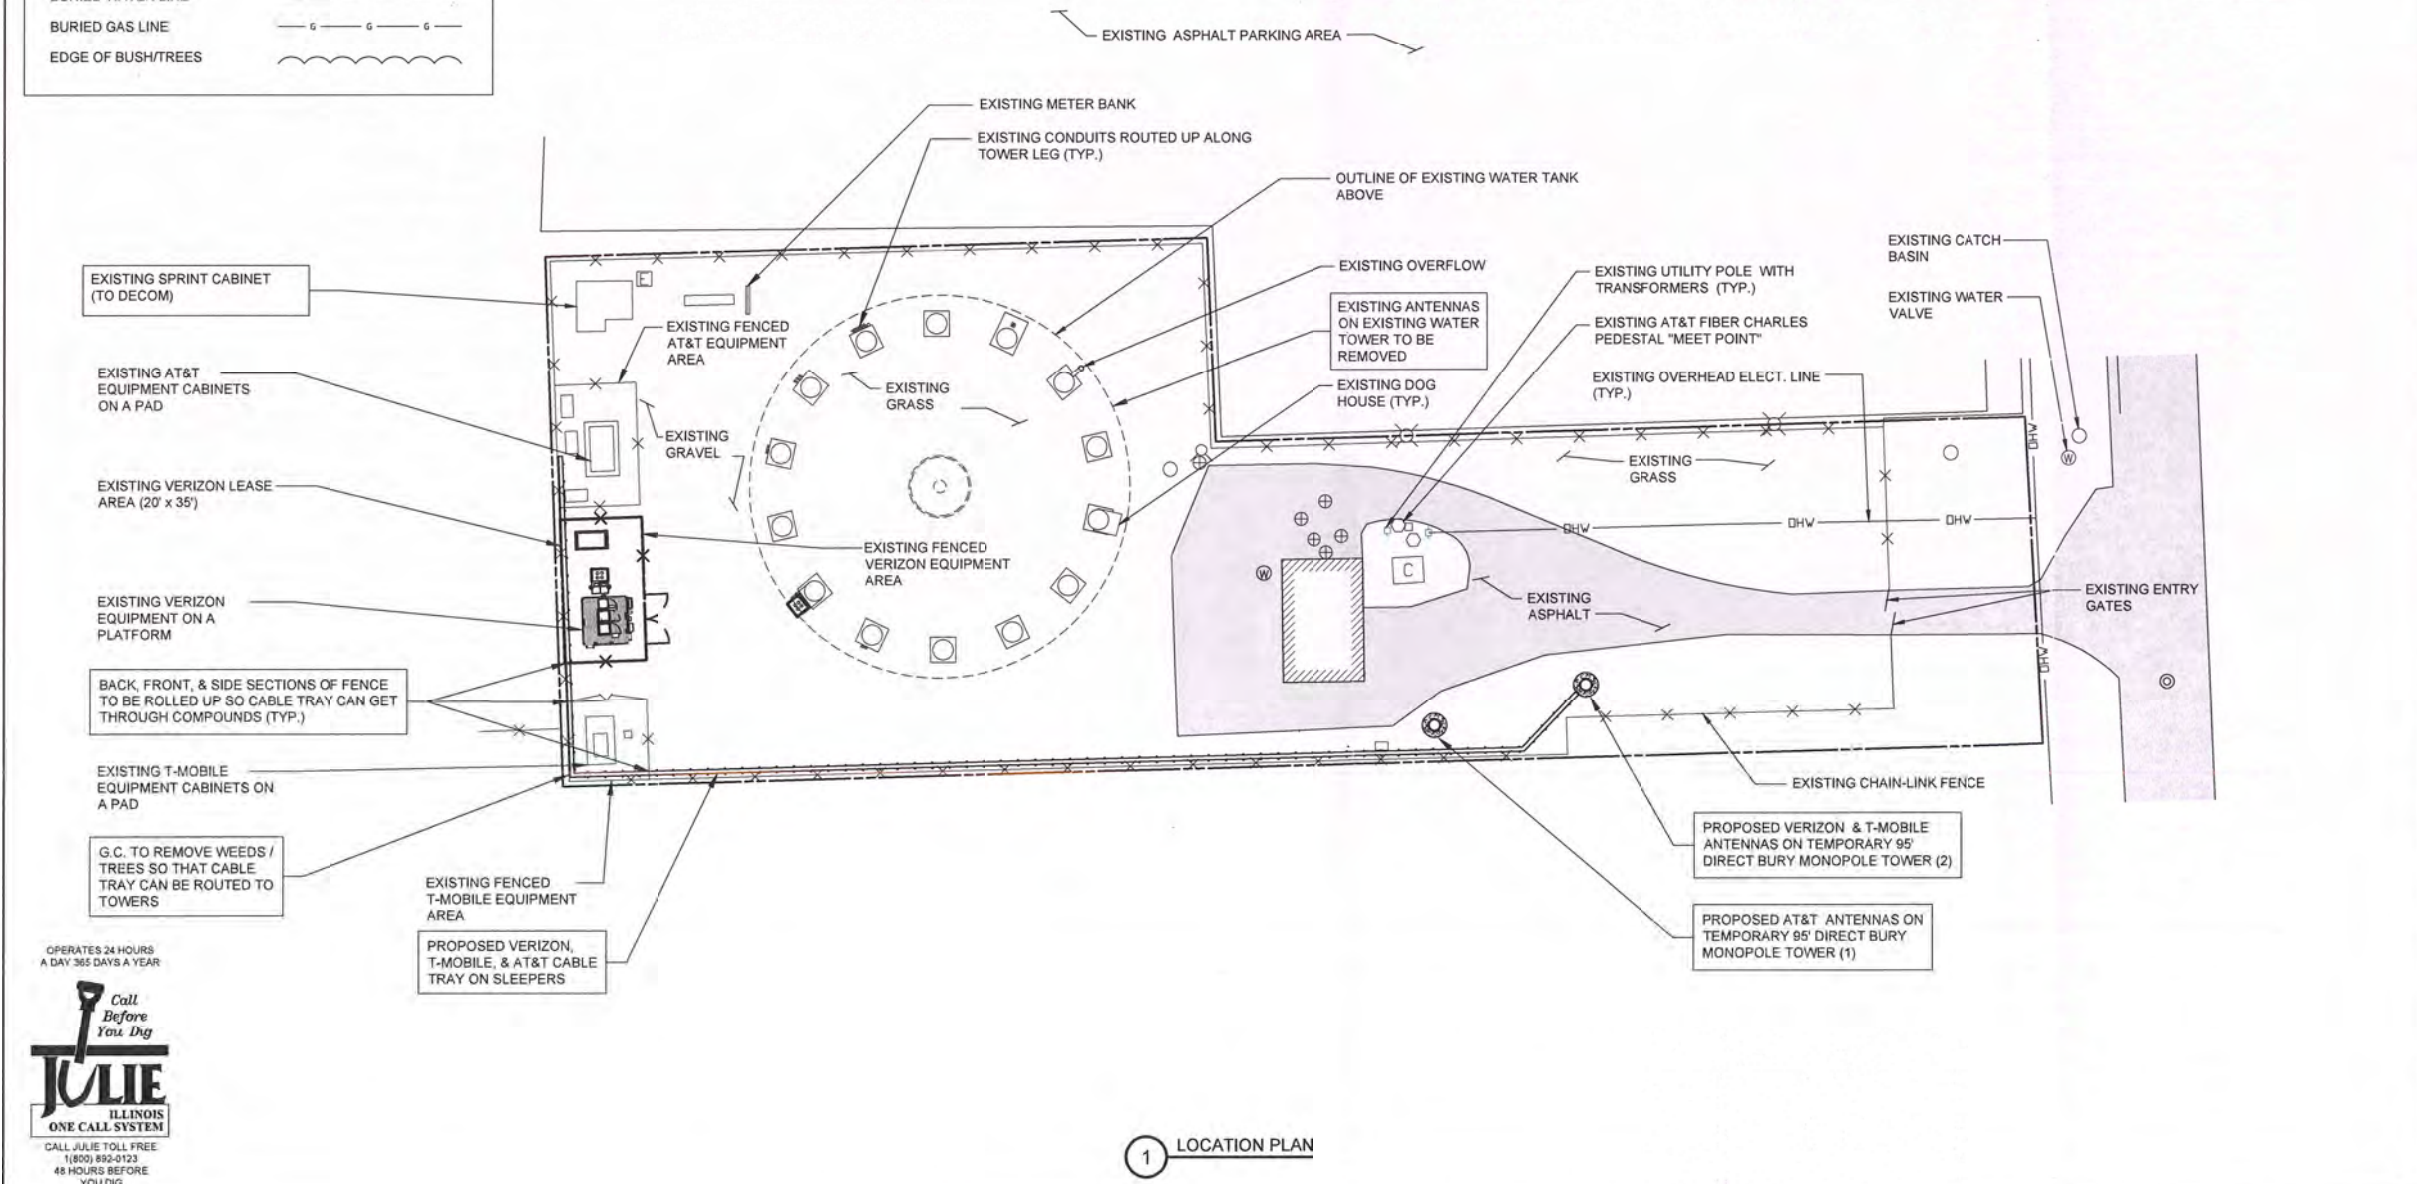 BURIED GAS LINE
G G G
EDGE OF BUSH/TREES
EXISTING ASPHALT PARKING AREA
EXISTING METER BANK
EXISTING CONDUITS ROUTED UP ALONG
TOWER LEG (TYP.)
OUTLINE OF EXISTING WATER TANK
ABOVE
EXISTING CATCH
BASIN
EXISTING WATER
VALVE
EXISTING OVERFLOW
EXISTING UTILITY POLE WITH
TRANSFORMERS (TYP.)
EXISTING AT&T FIBER CHARLES
PEDESTAL "MEET POINT"
EXISTING OVERHEAD ELECT. LINE
(TYP.)
EXISTING ANTENNAS
ON EXISTING WATER
TOWER TO BE
REMOVED
EXISTING DOG
HOUSE (TYP.)
EXISTING SPRINT CABINET
(TO DECOM)
E
EXISTING FENCED
AT&T EQUIPMENT
AREA
EXISTING AT&T
EQUIPMENT CABINETS
ON A PAD
EXISTING
GRASS
EXISTING
GRAVEL
EXISTING
GRASS
OHW
W
EXISTING VERIZON LEASE
AREA (20' x 35')
OHW
OHW
OHW
EXISTING FENCED
VERIZON EQUIPMENT
AREA
W
C
EXISTING
ASPHALT
EXISTING ENTRY
GATES
EXISTING VERIZON
EQUIPMENT ON A
PLATFORM
OHW
BACK, FRONT, & SIDE SECTIONS OF FENCE
TO BE ROLLED UP SO CABLE TRAY CAN GET
THROUGH COMPOUNDS (TYP.)
EXISTING T-MOBILE
EQUIPMENT CABINETS ON
A PAD
EXISTING CHAIN-LINK FENCE
G.C. TO REMOVE WEEDS /
TREES SO THAT CABLE
TRAY CAN BE ROUTED TO
TOWERS
PROPOSED VERIZON & T-MOBILE
ANTENNAS ON TEMPORARY 95'
DIRECT BURY MONOPOLE TOWER (2)
EXISTING FENCED
T-MOBILE EQUIPMENT
AREA
PROPOSED AT&T ANTENNAS ON
TEMPORARY 95' DIRECT BURY
MONOPOLE TOWER (1)
PROPOSED VERIZON,
T-MOBILE, & AT&T CABLE
TRAY ON SLEEPERS
OPERATES 24 HOURS
A DAY 365 DAYS A YEAR
Call
Before
You Dig
JULIE
ILLINOIS
ONE CALL SYSTEM
CALL JULIE TOLL FREE
1(800) 892-0123
48 HOURS BEFORE
YOU DIG
1 LOCATION PLAN